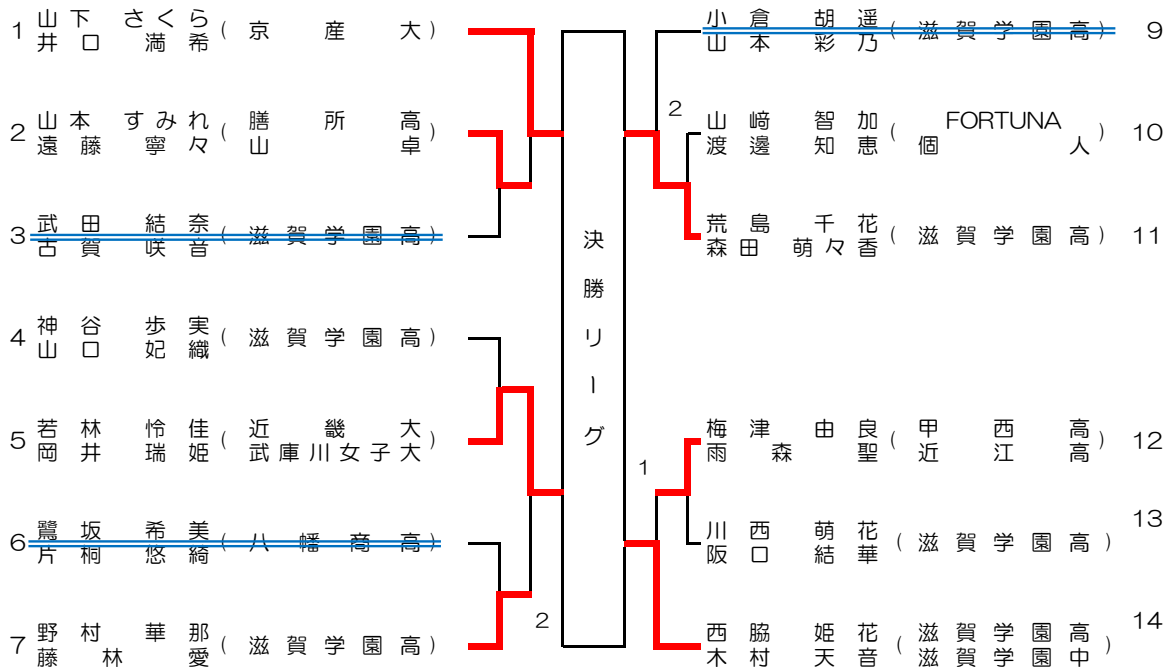 1 山下 さくら ( 京産大 )
井口 満希
2 山本 すみれ ( 膳所高 )
遠藤 寧々 山卓
3 武田 結奈 ( 滋賀学園高 )
古賀 咲音
4 神谷 歩実 ( 滋賀学園高 )
山口 妃織
5 若林 怜佳 ( 近畿大 )
岡井 瑞姫 武庫川女子大
6 鷺坂 希美 ( 八幡商高 )
片桐 悠綺
7 野村 華那 ( 滋賀学園高 )
藤林 愛
2
決勝リーグ
小倉 胡遥 ( 滋賀学園高 ) 9
山本 彩乃
2
山﨑 智加 ( FORTUNA ) 10
渡邊 知恵 個人
荒島 千花 ( 滋賀学園高 ) 11
森田 萌々香
梅津 由良 ( 甲西高 ) 12
雨森 聖 近江高
1
川西 萌花 ( 滋賀学園高 ) 13
阪口 結華
西脇 姫花 ( 滋賀学園高 ) 14
木村 天音 滋賀学園中